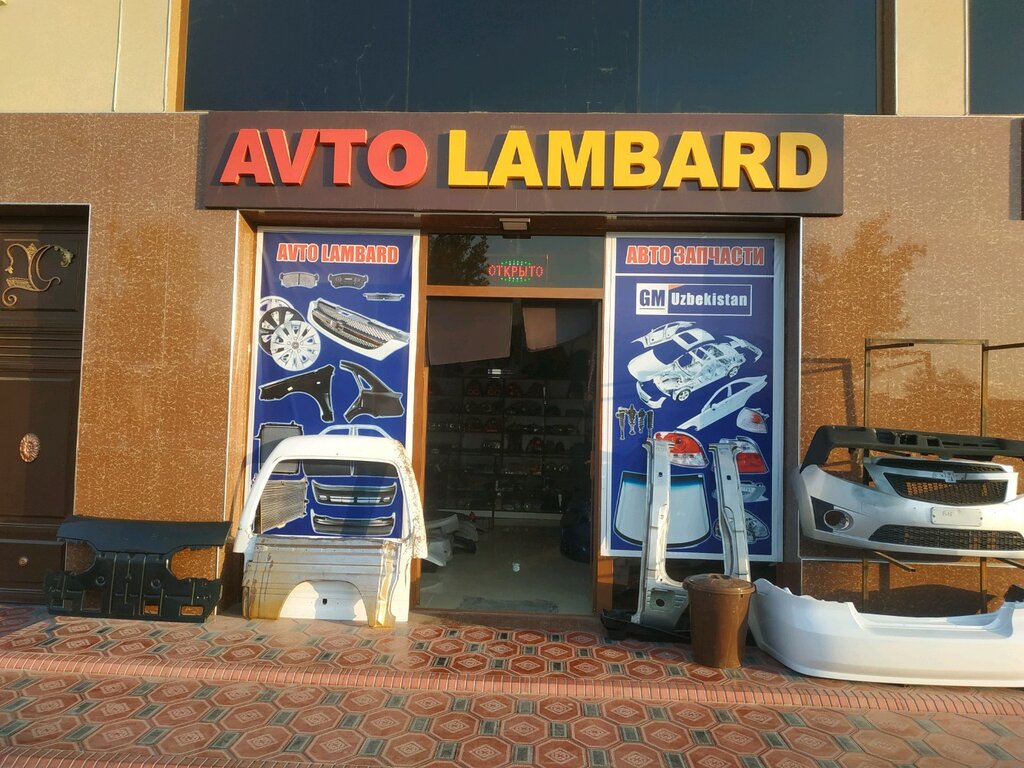 AVTO LAMBARD
AVTO LAMBARD
ОТКРЫТО
АВТО ЗАПЧАСТИ
GM Uzbekistan